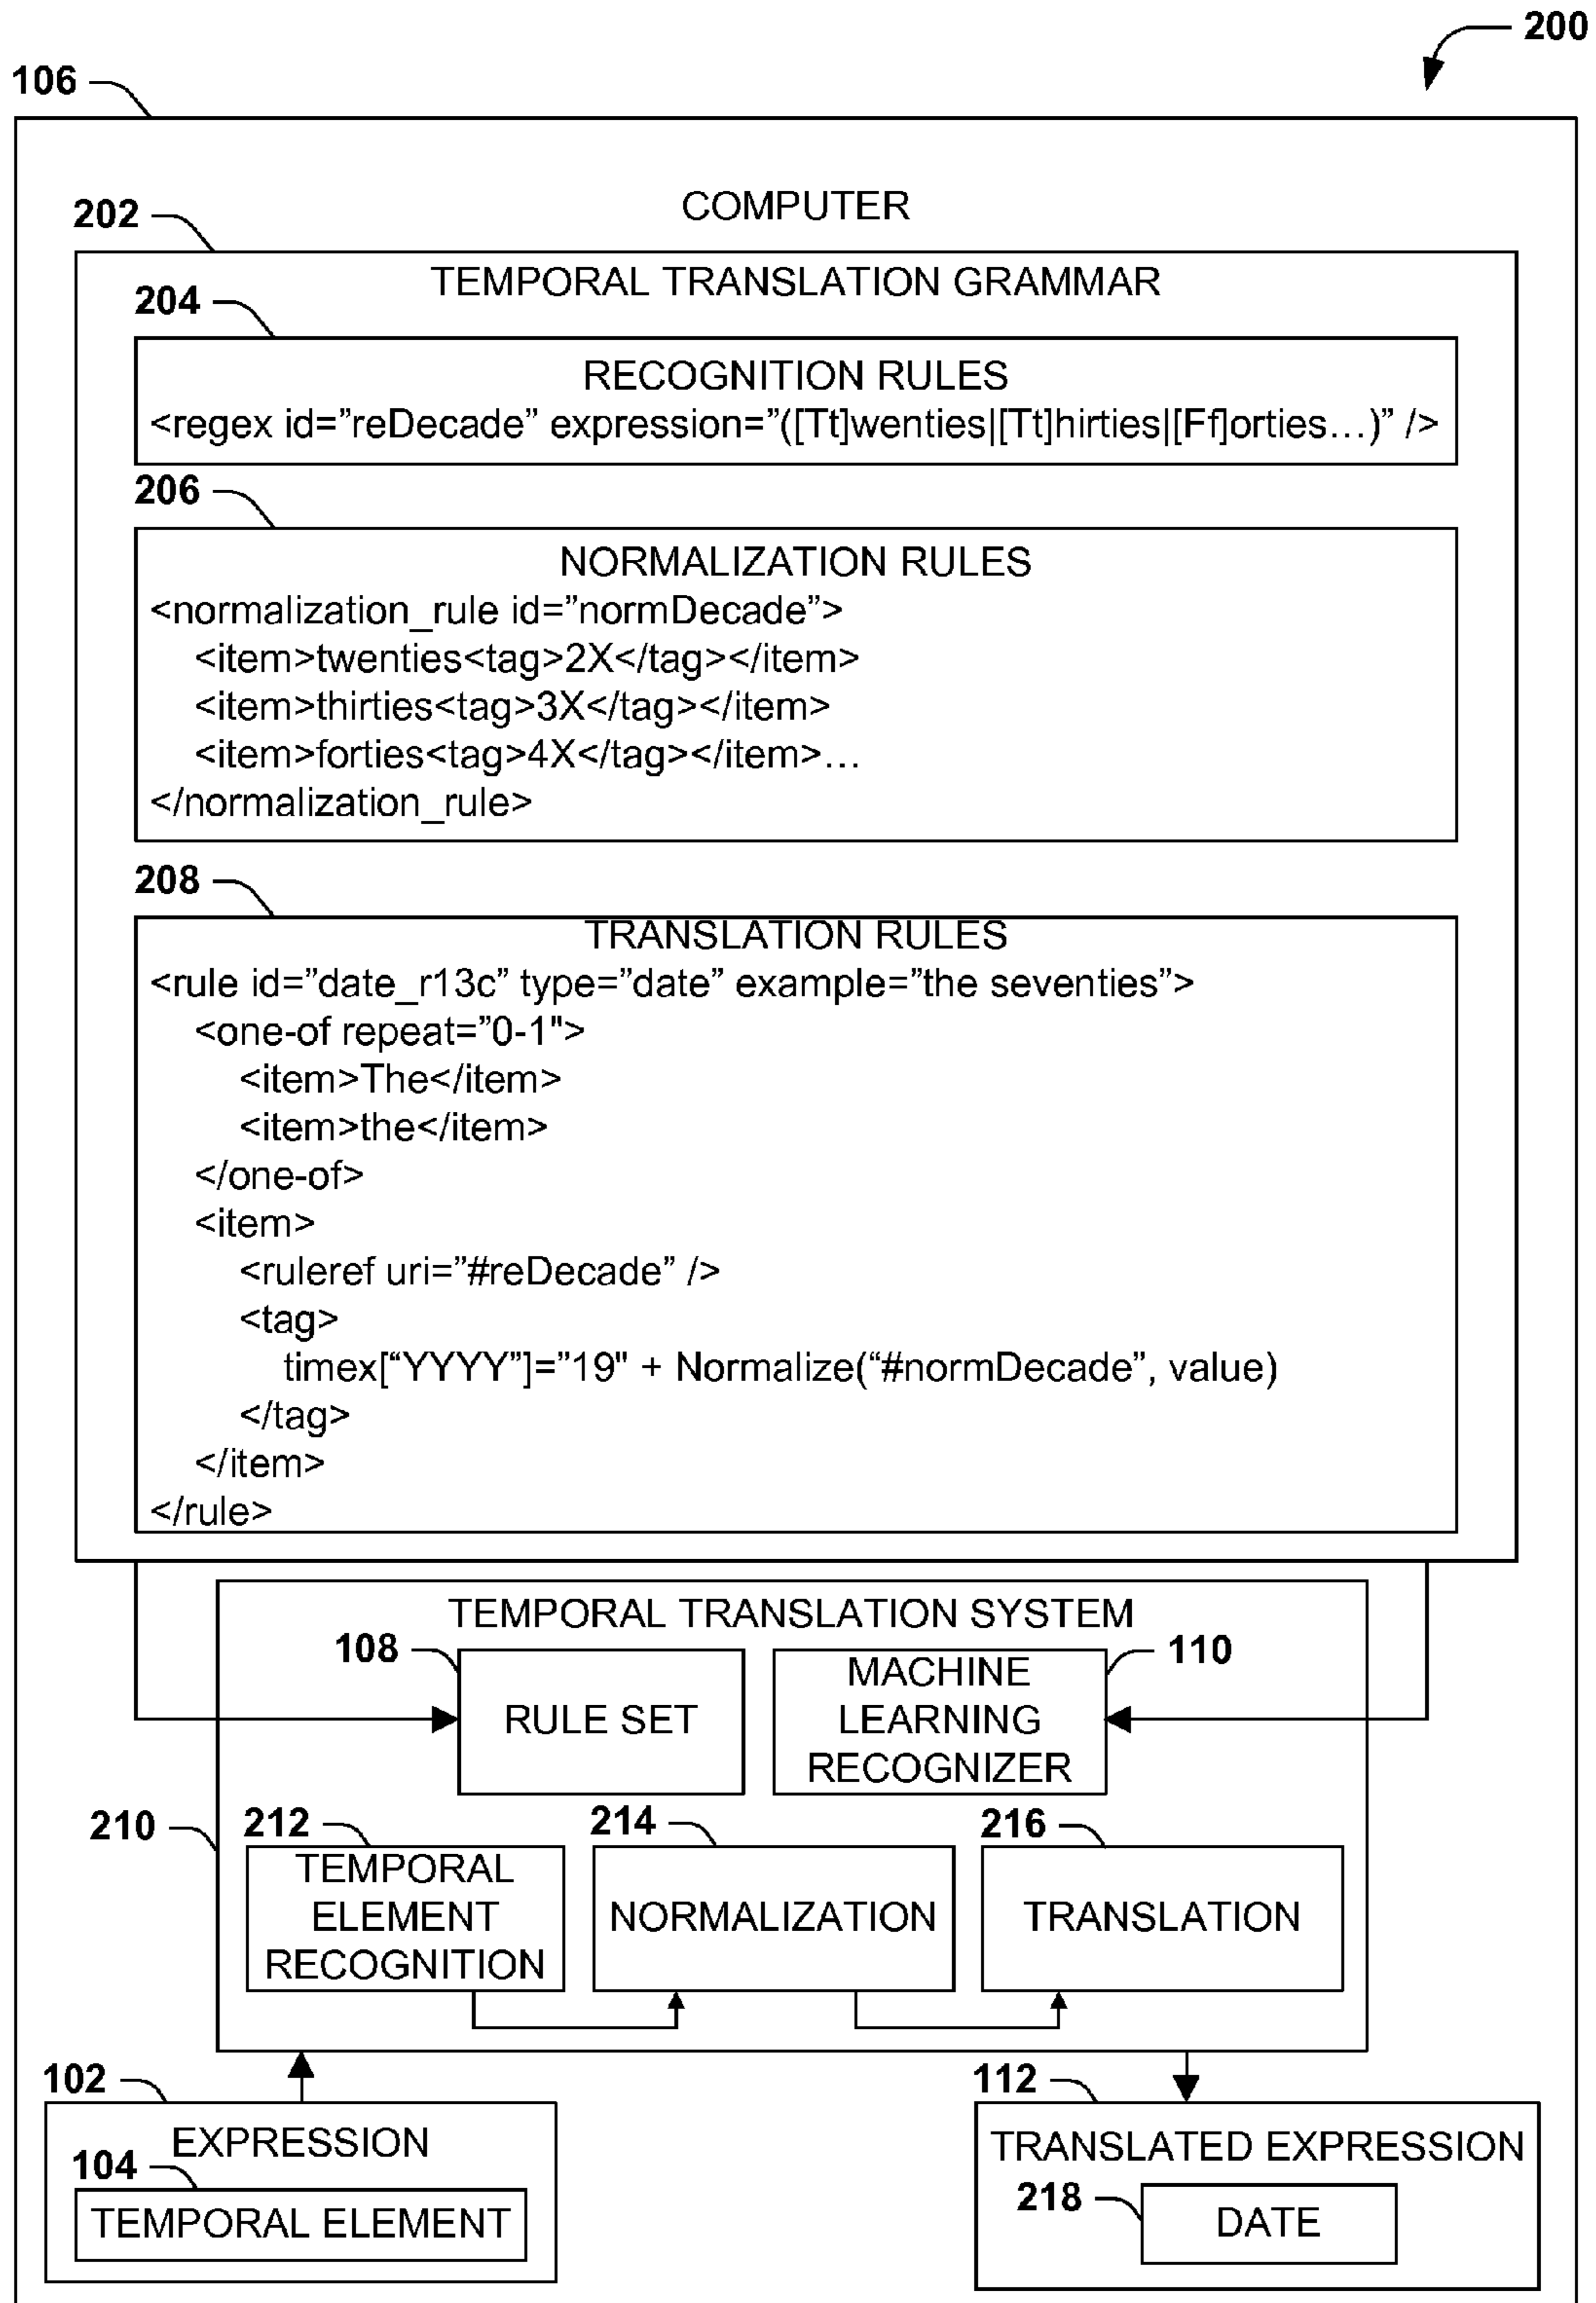 200
106
COMPUTER
202
TEMPORAL TRANSLATION GRAMMAR
204
RECOGNITION RULES
<regex id=”reDecade” expression=”([Tt]wenties|[Tt]hirties|[Ff]orties…)” />
206
NORMALIZATION RULES
<normalization_rule id=”normDecade”>
<item>twenties<tag>2X</tag></item>
<item>thirties<tag>3X</tag></item>
<item>forties<tag>4X</tag></item>…
</normalization_rule>
208
TRANSLATION RULES
<rule id=”date_r13c” type=”date” example=”the seventies”>
<one-of repeat=”0-1">
<item>The</item>
<item>the</item>
</one-of>
<item>
<ruleref uri=”#reDecade” />
<tag>
timex[“YYYY”]=”19" + Normalize(“#normDecade”, value)
</tag>
</item>
</rule>
TEMPORAL TRANSLATION SYSTEM
108
110
RULE SET
MACHINE
LEARNING
RECOGNIZER
210
212
214
216
TEMPORAL
ELEMENT
RECOGNITION
NORMALIZATION
TRANSLATION
102
112
EXPRESSION
104
TEMPORAL ELEMENT
TRANSLATED EXPRESSION
218
DATE